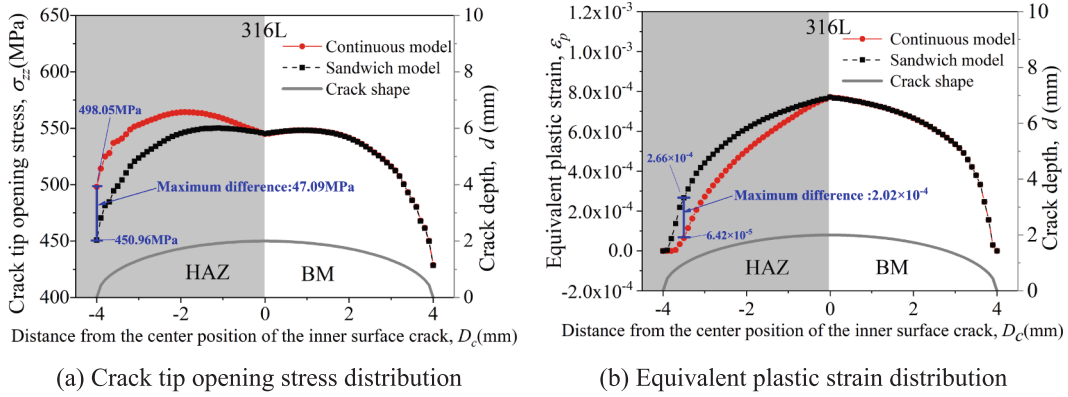 316L
Continuous model
Sandwich model
Crack shape
498.05MPa
Maximum difference:47.09MPa
450.96MPa
HAZ
BM
650
600
550
500
450
400
10
8
6
4
2
0
-4
-2
0
2
4
Crack tip opening stress, σzz(MPa)
Crack depth, d (mm)
Distance from the center position of the inner surface crack, Dc(mm)
(a) Crack tip opening stress distribution
316L
Continuous model
Sandwich model
Crack shape
2.66×10⁻⁴
Maximum difference :2.02×10⁻⁴
6.42×10⁻⁵
HAZ
BM
1.2x10⁻³
1.0x10⁻³
8.0x10⁻⁴
6.0x10⁻⁴
4.0x10⁻⁴
2.0x10⁻⁴
0.0
-2.0x10⁻⁴
10
8
6
4
2
0
-4
-2
0
2
4
Equivalent plastic strain, εp
Crack depth, d (mm)
Distance from the center position of the inner surface crack, DC(mm)
(b) Equivalent plastic strain distribution